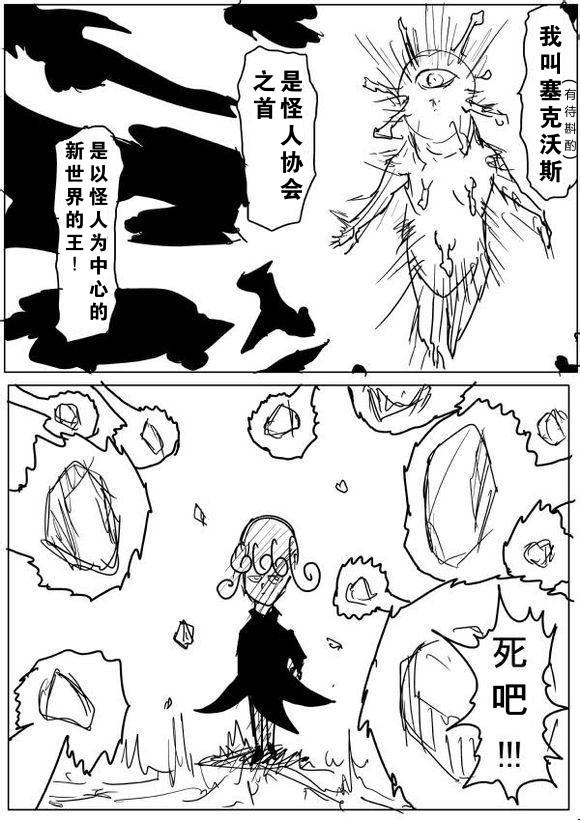 我叫塞克沃斯
(有待斟酌)
是怪人协会
之首
是以怪人为中心的
新世界的王！
死吧!!!